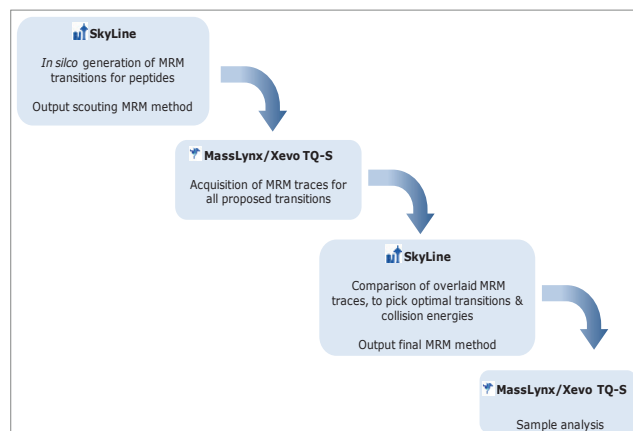 SkyLine
In silco generation of MRM
transitions for peptides
Output scouting MRM method
MassLynx/Xevo TQ-S
Acquisition of MRM traces for
all proposed transitions
SkyLine
Comparison of overlaid MRM
traces, to pick optimal transitions &
collision energies
Output final MRM method
MassLynx/Xevo TQ-S
Sample analysis